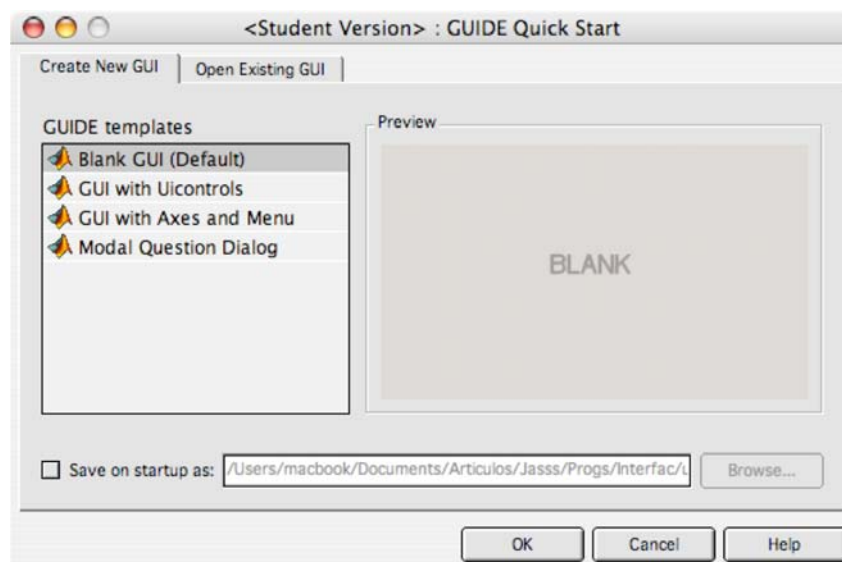 <Student Version> : GUIDE Quick Start
Create New GUI
Open Existing GUI
GUIDE templates
Blank GUI (Default)
GUI with Uicontrols
GUI with Axes and Menu
Modal Question Dialog
Preview
BLANK
Save on startup as:
/Users/macbook/Documents/Articulos/Jasss/Progs/Interfac/
Browse...
OK
Cancel
Help